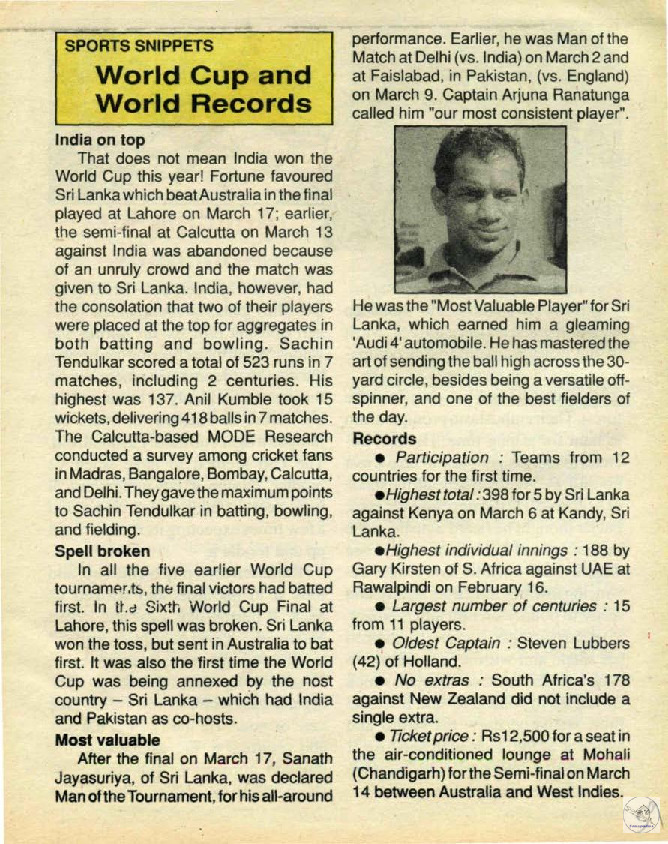 SPORTS SNIPPETS
World Cup and
World Records
India on top
That does not mean India won the
World Cup this year! Fortune favoured
Sri Lanka which beat Australia in the final
played at Lahore on March 17; earlier,
the semi-final at Calcutta on March 13
against India was abandoned because
of an unruly crowd and the match was
given to Sri Lanka. India, however, had
the consolation that two of their players
were placed at the top for aggregates in
both batting and bowling. Sachin
Tendulkar scored a total of 523 runs in 7
matches, including 2 centuries. His
highest was 137. Anil Kumble took 15
wickets, delivering 418 balls in 7 matches.
The Calcutta-based MODE Research
conducted a survey among cricket fans
in Madras, Bangalore, Bombay, Calcutta,
and Delhi. They gave the maximum points
to Sachin Tendulkar in batting, bowling,
and fielding.
Spell broken
In all the five earlier World Cup
tournaments, the final victors had batted
first. In the Sixth World Cup Final at
Lahore, this spell was broken. Sri Lanka
won the toss, but sent in Australia to bat
first. It was also the first time the World
Cup was being annexed by the host
country – Sri Lanka – which had India
and Pakistan as co-hosts.
Most valuable
After the final on March 17, Sanath
Jayasuriya, of Sri Lanka, was declared
Man of the Tournament, for his all-around
performance. Earlier, he was Man of the
Match at Delhi (vs. India) on March 2 and
at Faislabad, in Pakistan, (vs. England)
on March 9. Captain Arjuna Ranatunga
called him "our most consistent player".
He was the "Most Valuable Player" for Sri
Lanka, which earned him a gleaming
'Audi 4' automobile. He has mastered the
art of sending the ball high across the 30-
yard circle, besides being a versatile off-
spinner, and one of the best fielders of
the day.
Records
● Participation : Teams from 12
countries for the first time.
● Highest total : 398 for 5 by Sri Lanka
against Kenya on March 6 at Kandy, Sri
Lanka.
● Highest individual innings : 188 by
Gary Kirsten of S. Africa against UAE at
Rawalpindi on February 16.
● Largest number of centuries : 15
from 11 players.
● Oldest Captain : Steven Lubbers
(42) of Holland.
● No extras : South Africa's 178
against New Zealand did not include a
single extra.
● Ticket price : Rs12,500 for a seat in
the air-conditioned lounge at Mohali
(Chandigarh) for the Semi-final on March
14 between Australia and West Indies.